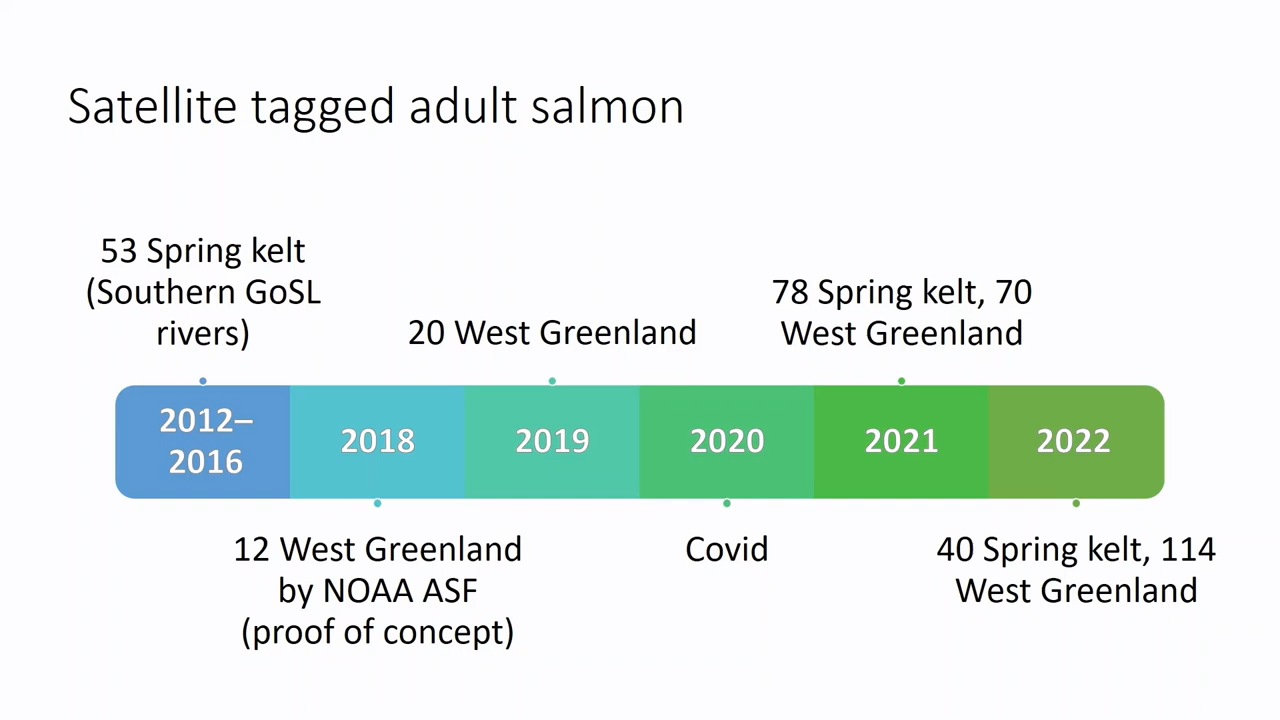 Satellite tagged adult salmon
53 Spring kelt
(Southern GoSL
rivers)
20 West Greenland
78 Spring kelt, 70
West Greenland
2012–
2016
2018
2019
2020
2021
2022
12 West Greenland
by NOAA ASF
(proof of concept)
Covid
40 Spring kelt, 114
West Greenland